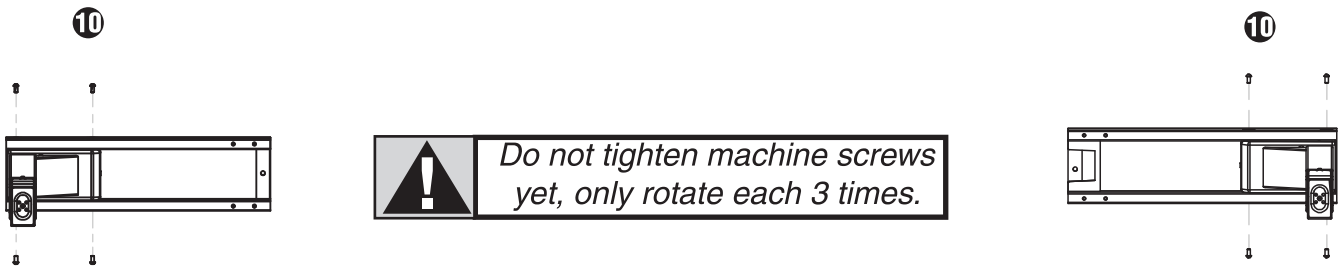 10
10
Do not tighten machine screws
yet, only rotate each 3 times.